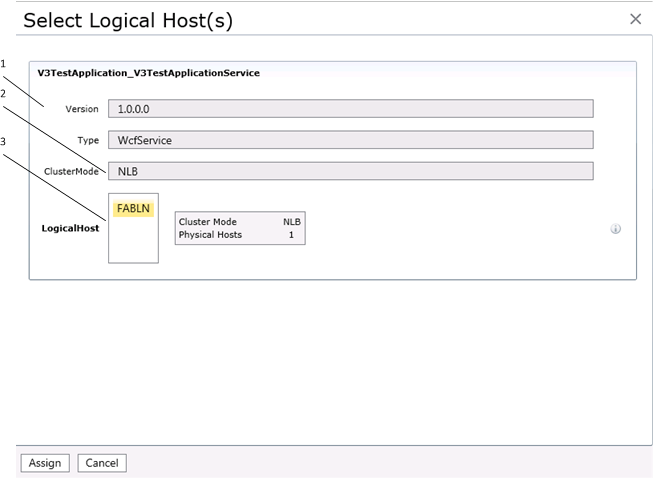 Select Logical Host(s)
1
V3TestApplication_V3TestApplicationService
2
Version 1.0.0.0
3
Type WcfService
ClusterMode NLB
FABLN
LogicalHost
Cluster Mode NLB
Physical Hosts 1
Assign Cancel